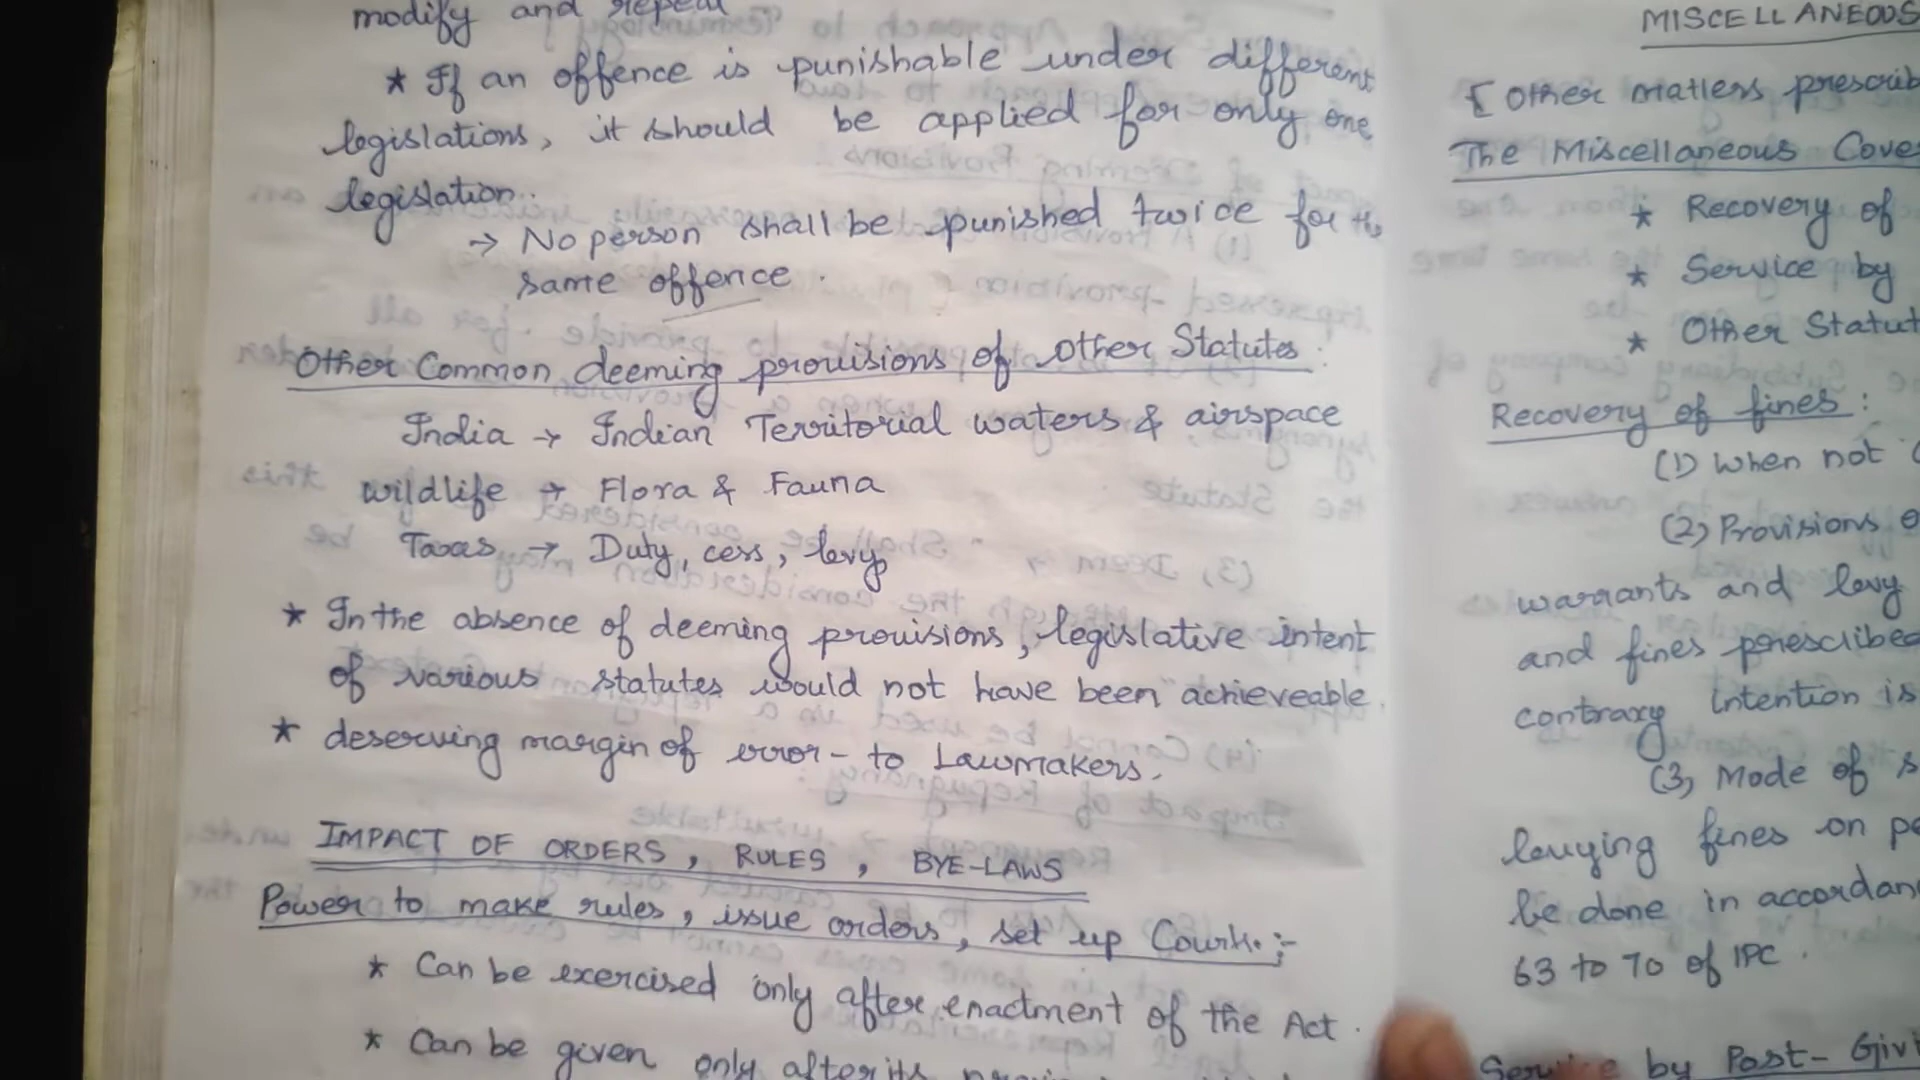 modify and repeal
* If an offence is punishable under different
legislations, it should be applied for only one
legislation.
→ No person shall be punished twice for the
same offence.
Other Common deeming provisions of other Statutes:
India → Indian Territorial waters & airspace
wildlife → Flora & Fauna
Taxes → Duty, cess, levy
* In the absence of deeming provisions, legislative intent
of various statutes would not have been achieveable.
* deserving margin of error - to Lawmakers.
IMPACT OF ORDERS, RULES, BYE-LAWS
Power to make rules, issue orders, set up Courts:-
* Can be exercised only after enactment of the Act.
* Can be given only after its
MISCELLANEOUS
[Other matters prescrib
The Miscellaneous Cove
* Recovery of
* Service by
* Other Statut
Recovery of fines:
(1) When not
(2) Provisions o
warrants and levy
and fines prescibed
contrary intention is
(3) Mode of s
levying fines on pe
be done in accordan
63 to 70 of IPC.
Service by Post- Givi